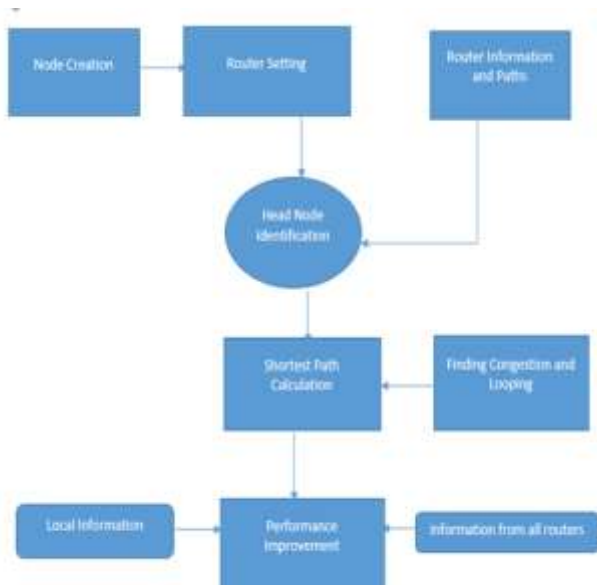 Node Creation
Router Setting
Router Information
and Paths
Head Node
Identification
Shortest Path
Calculation
Finding Congestion and
Looping
Local Information
Performance
Improvement
Information from all routers